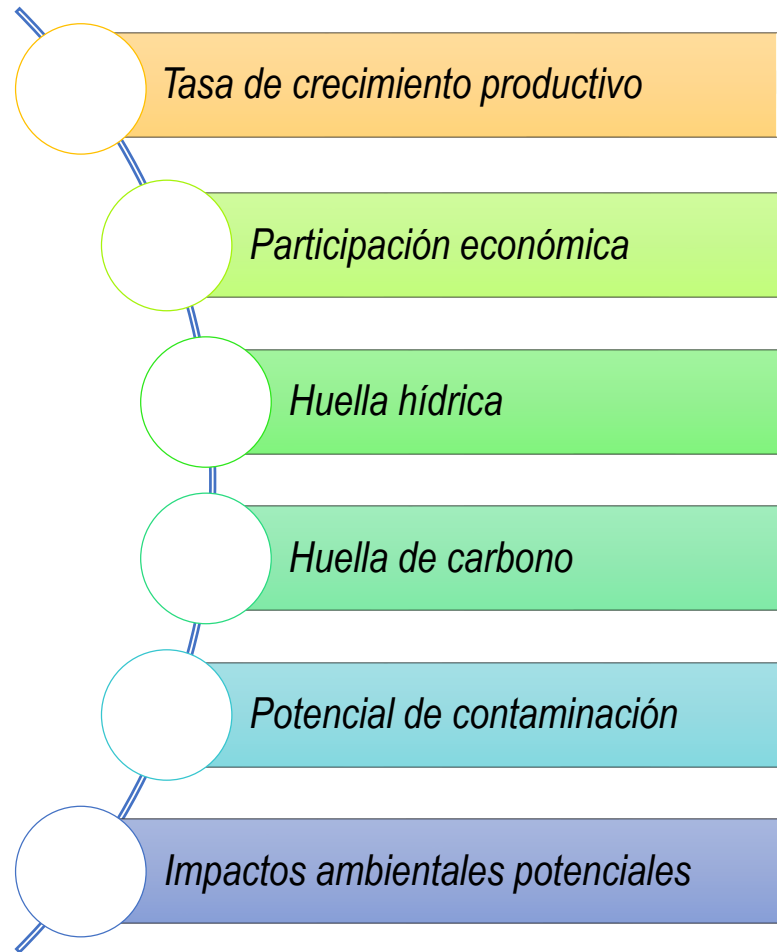 Tasa de crecimiento productivo
Participación económica
Huella hídrica
Huella de carbono
Potencial de contaminación
Impactos ambientales potenciales